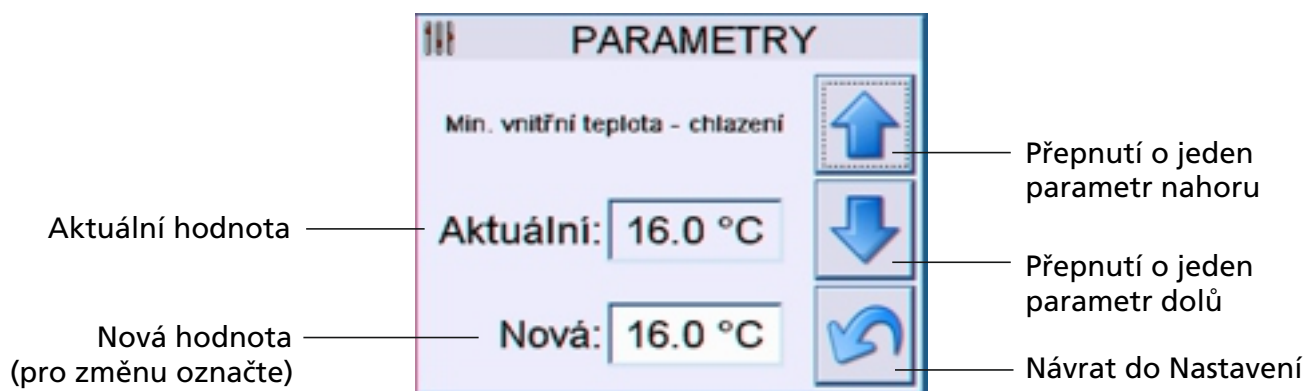 PARAMETRY
Min. vnitřní teplota - chlazení
Přepnutí o jeden
parametr nahoru
Aktuální hodnota
Aktuální: 16.0 °C
Přepnutí o jeden
parametr dolů
Nová hodnota
(pro změnu označte)
Nová: 16.0 °C
Návrat do Nastavení